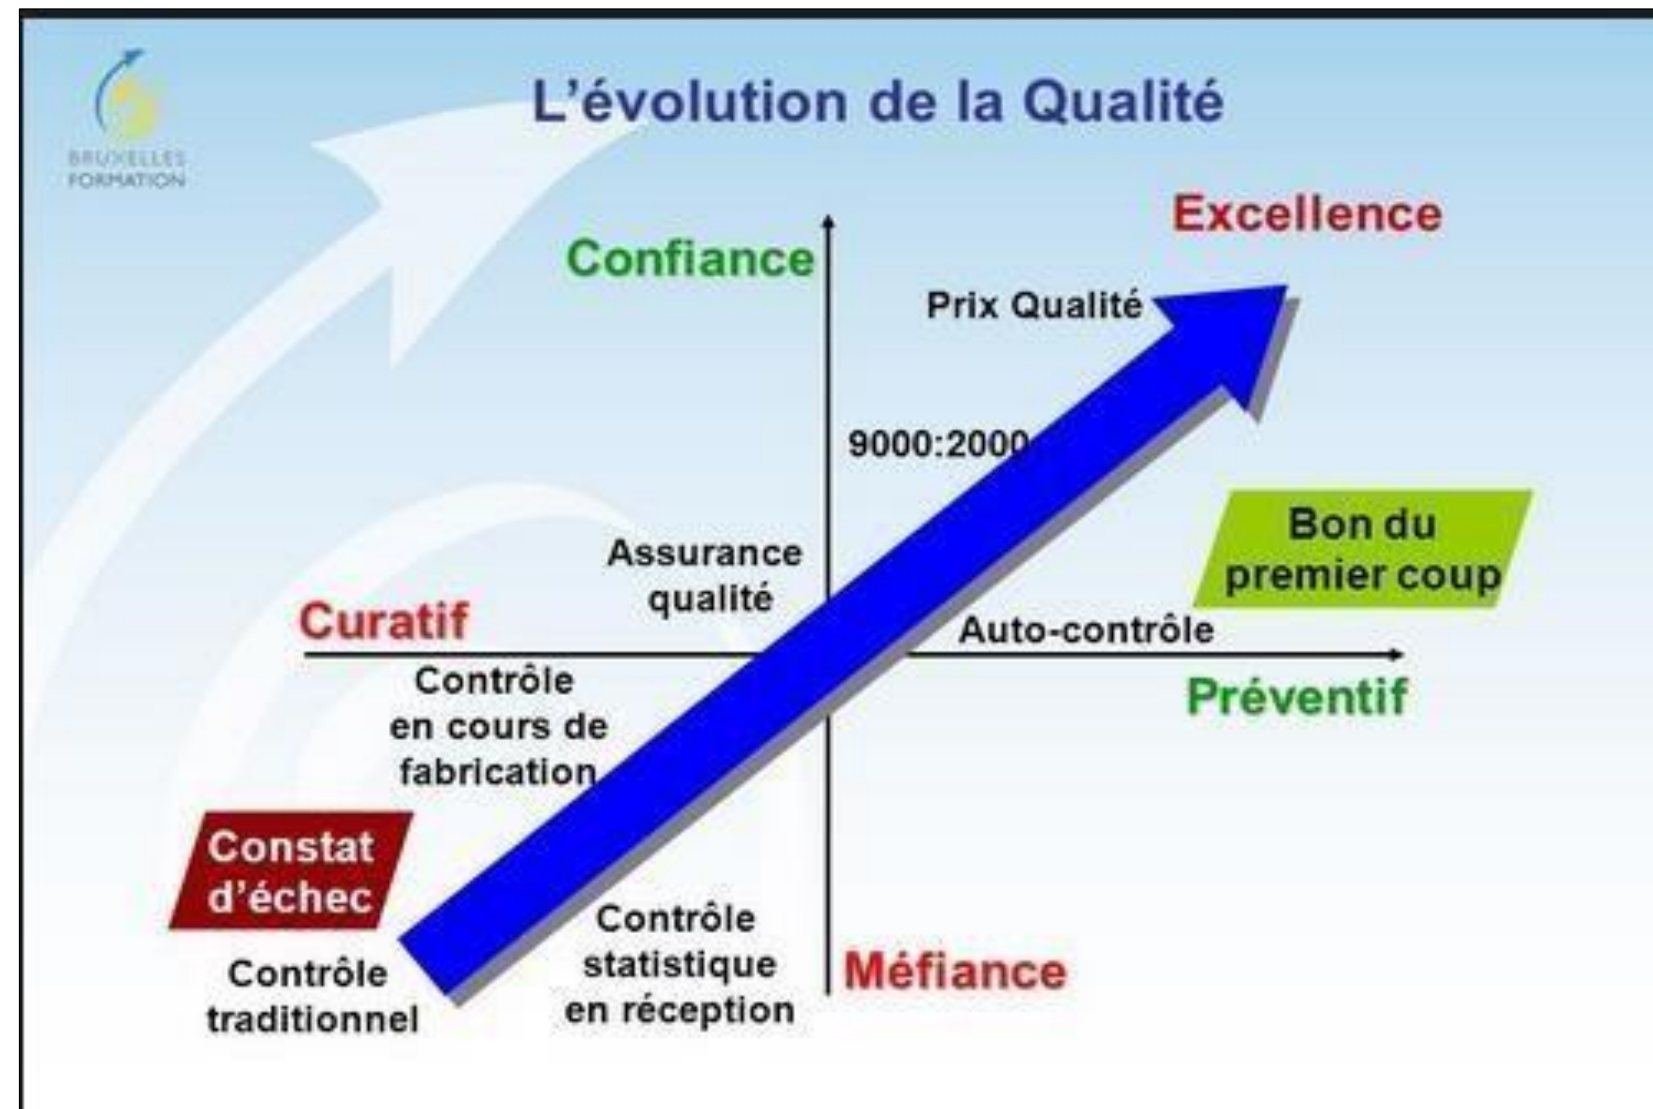 L'évolution de la Qualité
BRUXELLES
FORMATION
Excellence
Confiance
Prix Qualité
9000:2000
Bon du
premier coup
Assurance
qualité
Curatif
Auto-contrôle
Préventif
Contrôle
en cours de
fabrication
Constat
d'échec
Contrôle
traditionnel
Contrôle
statistique
en réception
Méfiance